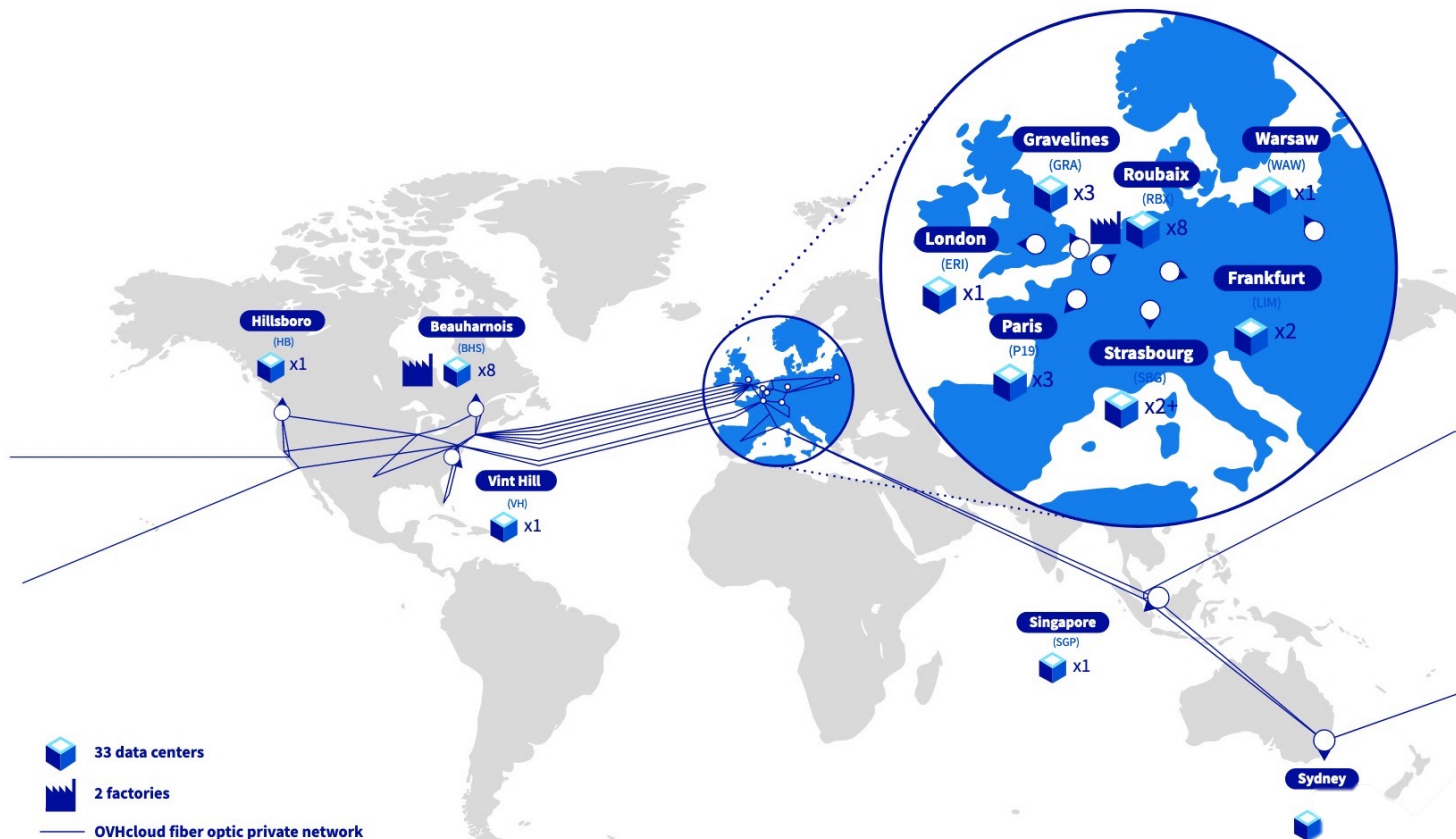 Gravelines
(GRA)
x3
Roubaix
(RBX)
x8
Warsaw
(WAW)
x1
London
(ERI)
x1
Frankfurt
(LIM)
x2
Paris
(P19)
x3
Strasbourg
(SBG)
x2+
Hillsboro
(HB)
x1
Beauharnois
(BHS)
x8
Vint Hill
(VH)
x1
Singapore
(SGP)
x1
Sydney
33 data centers
2 factories
OVHcloud fiber optic private network